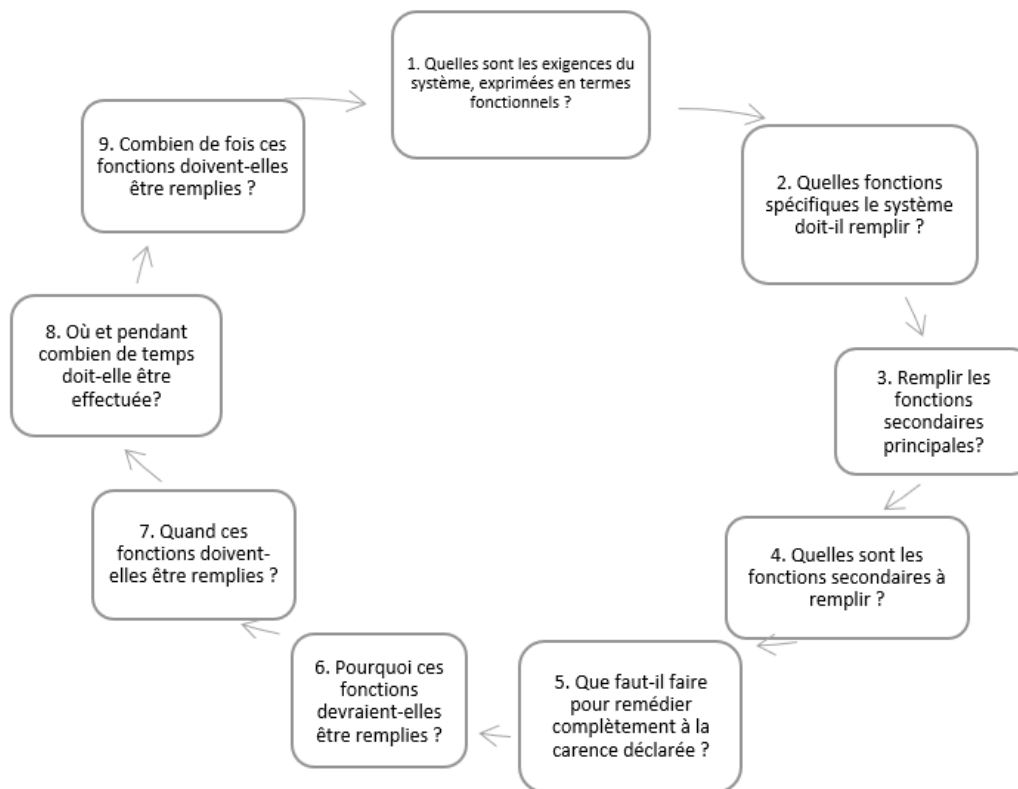 1. Quelles sont les exigences du
système, exprimées en termes
fonctionnels ?
2. Quelles fonctions
spécifiques le système
doit-il remplir ?
3. Remplir les
fonctions
secondaires
principales?
4. Quelles sont les
fonctions secondaires à
remplir ?
5. Que faut-il faire
pour remédier
complètement à la
carence déclarée ?
6. Pourquoi ces
fonctions
devraient-elles
être remplies ?
7. Quand ces
fonctions doivent-
elles être remplies ?
8. Où et pendant
combien de temps
doit-elle être
effectuée?
9. Combien de fois ces
fonctions doivent-elles
être remplies ?